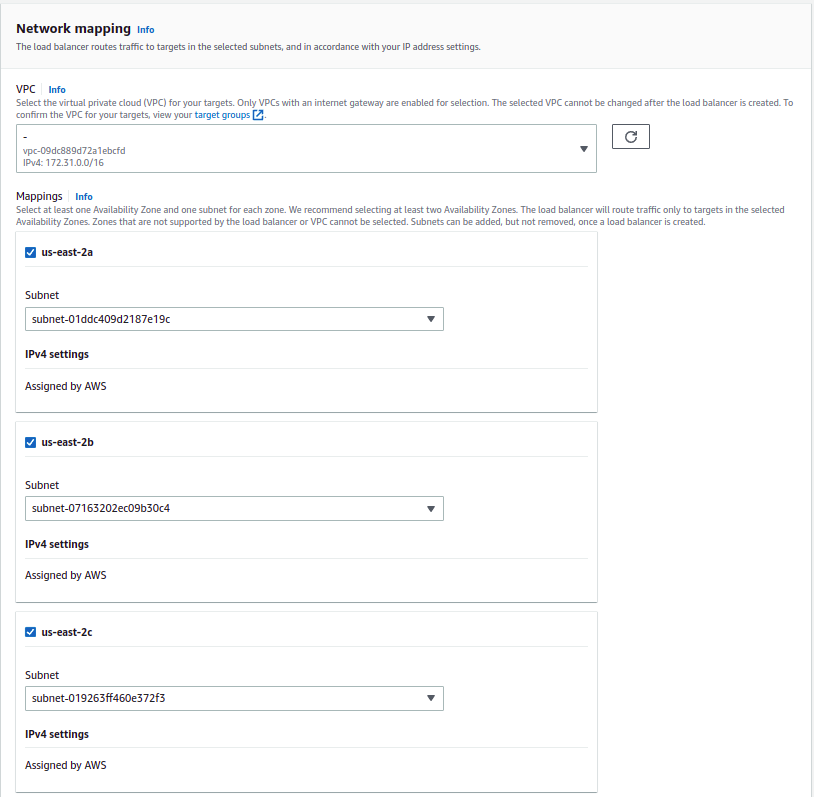 Network mapping Info
The load balancer routes traffic to targets in the selected subnets, and in accordance with your IP address settings.
VPC Info
Select the virtual private cloud (VPC) for your targets. Only VPCs with an internet gateway are enabled for selection. The selected VPC cannot be changed after the load balancer is created. To
confirm the VPC for your targets, view your target groups.
-
vpc-09dc889d72a1ebcfd
IPv4: 172.31.0.0/16
Mappings Info
Select at least one Availability Zone and one subnet for each zone. We recommend selecting at least two Availability Zones. The load balancer will route traffic only to targets in the selected
Availability Zones. Zones that are not supported by the load balancer or VPC cannot be selected. Subnets can be added, but not removed, once a load balancer is created.
us-east-2a
Subnet
subnet-01ddc409d2187e19c
IPv4 settings
Assigned by AWS
us-east-2b
Subnet
subnet-07163202ec09b30c4
IPv4 settings
Assigned by AWS
us-east-2c
Subnet
subnet-019263ff460e372f3
IPv4 settings
Assigned by AWS